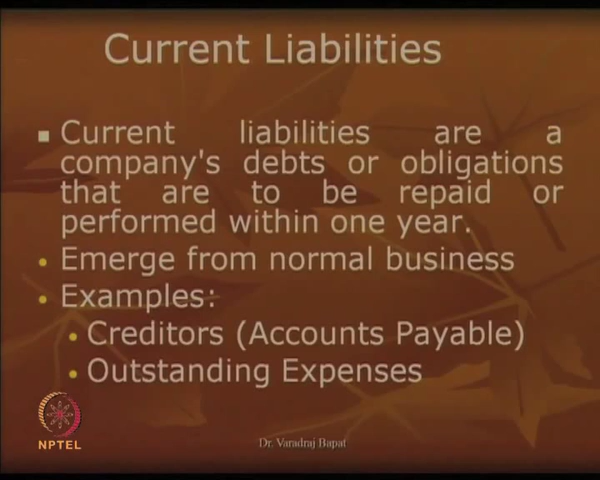 Current Liabilities
Current liabilities are a
company's debts or obligations
that are to be repaid or
performed within one year.
Emerge from normal business
Examples:
Creditors (Accounts Payable)
Outstanding Expenses
NPTEL
Dr. Varadraj Bapat